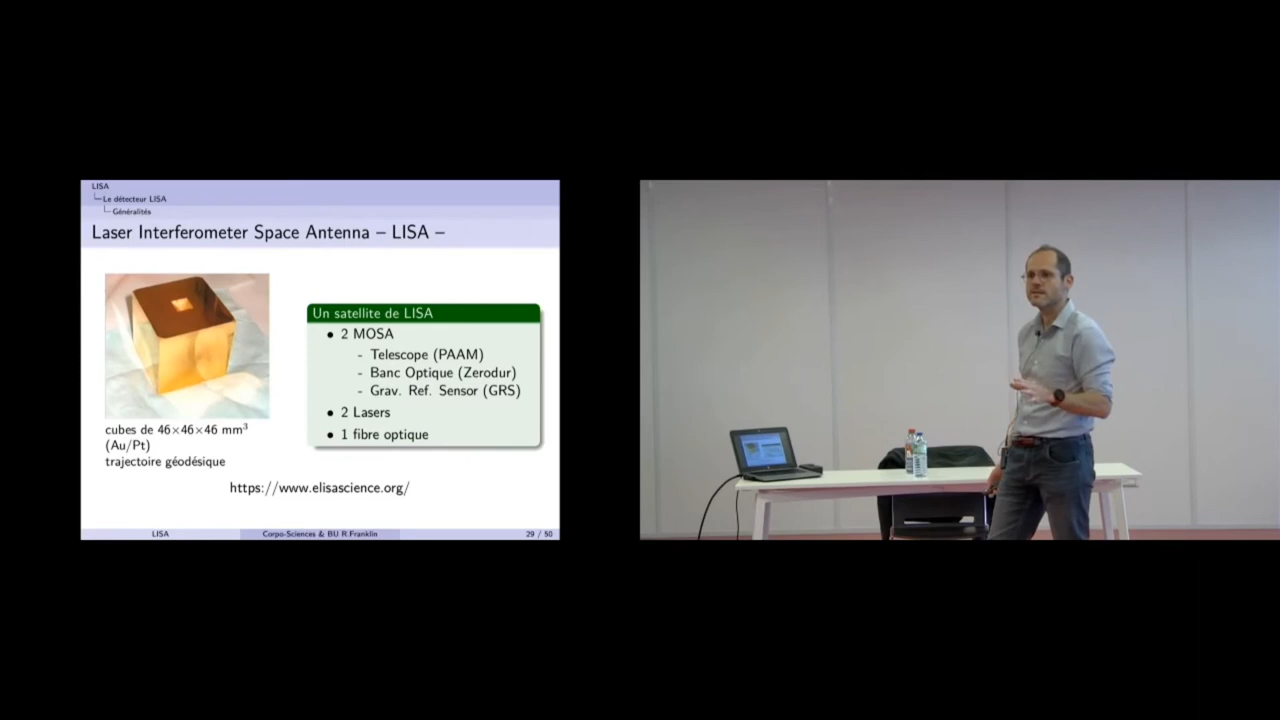 LISA
Le détecteur LISA
Généralités
Laser Interferometer Space Antenna – LISA –
cubes de 46×46×46 mm³
(Au/Pt)
trajectoire géodésique
Un satellite de LISA
• 2 MOSA
- Telescope (PAAM)
- Banc Optique (Zerodur)
- Grav. Ref. Sensor (GRS)
• 2 Lasers
• 1 fibre optique
https://www.elisascience.org/
LISA
Corpo-Sciences & BU R.Franklin
29 / 50